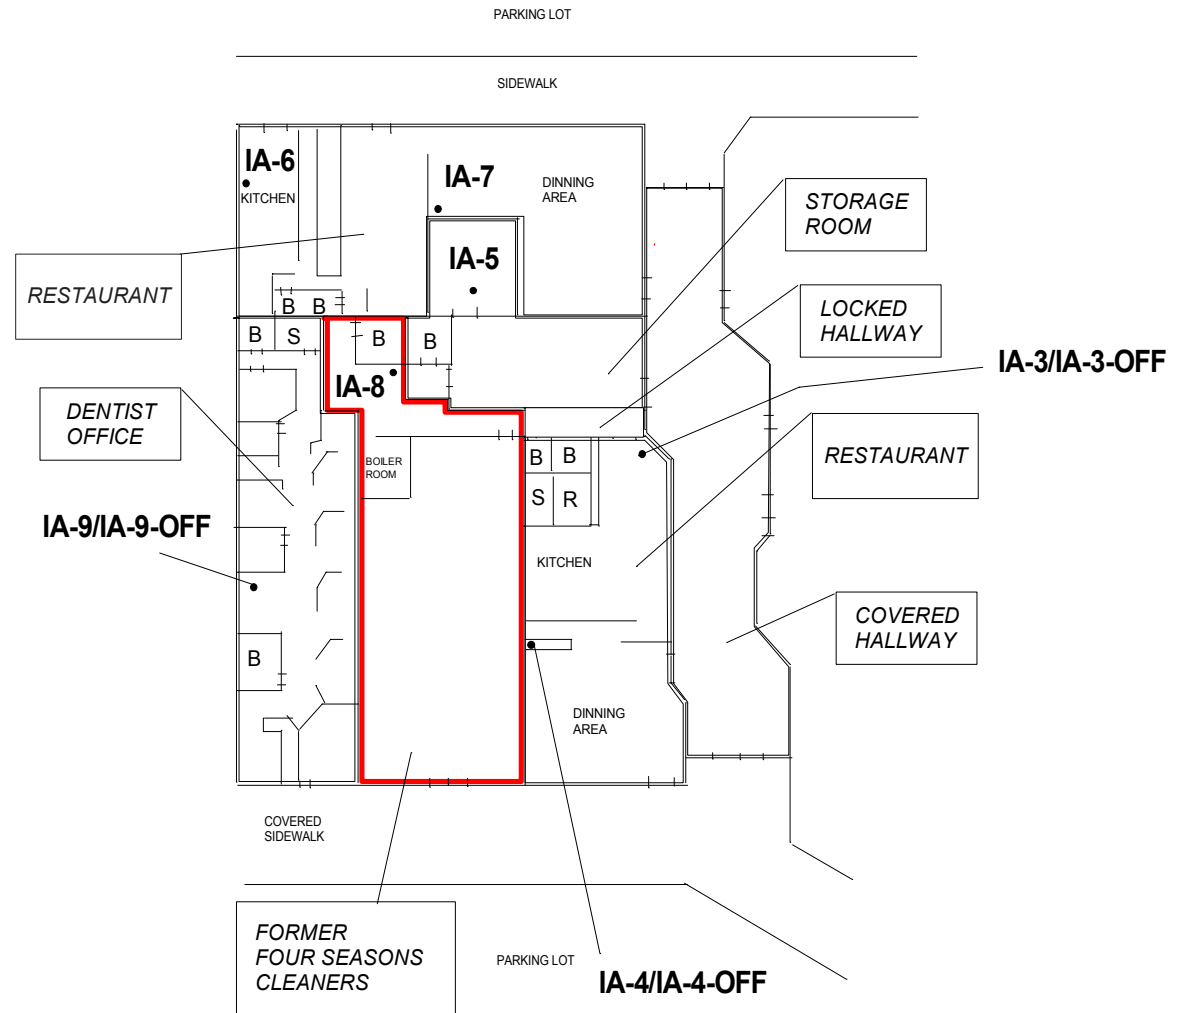 PARKING LOT
SIDEWALK
IA-6
KITCHEN
IA-7
DINNING
AREA
STORAGE
ROOM
IA-5
RESTAURANT
B B
LOCKED
HALLWAY
B S
B
B
IA-3/IA-3-OFF
IA-8
DENTIST
OFFICE
BOILER
ROOM
B B
S R
RESTAURANT
IA-9/IA-9-OFF
KITCHEN
COVERED
HALLWAY
B
DINNING
AREA
COVERED
SIDEWALK
FORMER
FOUR SEASONS
CLEANERS
PARKING LOT
IA-4/IA-4-OFF